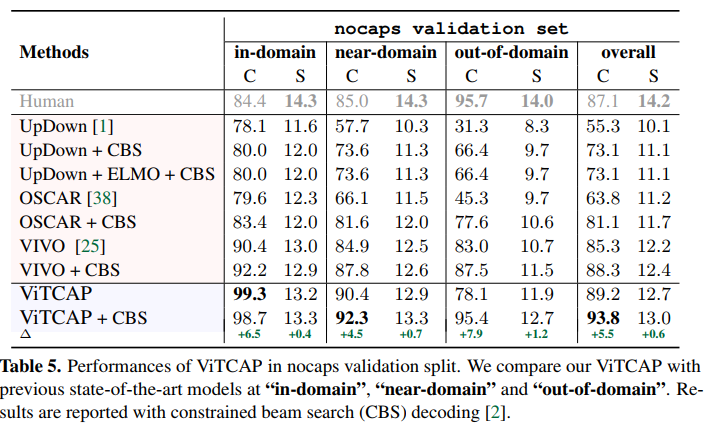 nocaps validation set
Methods in-domain near-domain out-of-domain overall
C S C S C S C S
Human 84.4 14.3 85.0 14.3 95.7 14.0 87.1 14.2
UpDown [1] 78.1 11.6 57.7 10.3 31.3 8.3 55.3 10.1
UpDown + CBS 80.0 12.0 73.6 11.3 66.4 9.7 73.1 11.1
UpDown + ELMO + CBS 80.0 12.0 73.6 11.3 66.4 9.7 73.1 11.1
OSCAR [38] 79.6 12.3 66.1 11.5 45.3 9.7 63.8 11.2
OSCAR + CBS 83.4 12.0 81.6 12.0 77.6 10.6 81.1 11.7
VIVO [25] 90.4 13.0 84.9 12.5 83.0 10.7 85.3 12.2
VIVO + CBS 92.2 12.9 87.8 12.6 87.5 11.5 88.3 12.4
ViTCAP 99.3 13.2 90.4 12.9 78.1 11.9 89.2 12.7
ViTCAP + CBS 98.7 13.3 92.3 13.3 95.4 12.7 93.8 13.0
Δ +6.5 +0.4 +4.5 +0.7 +7.9 +1.2 +5.5 +0.6
Table 5. Performances of ViTCAP in nocaps validation split. We compare our ViTCAP with
previous state-of-the-art models at “in-domain”, “near-domain” and “out-of-domain”. Re-
sults are reported with constrained beam search (CBS) decoding [2].